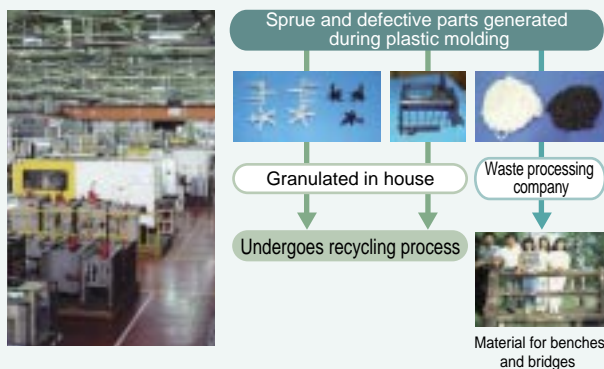 Sprue and defective parts generated
during plastic molding
Granulated in house
Waste processing
company
Undergoes recycling process
Material for benches
and bridges